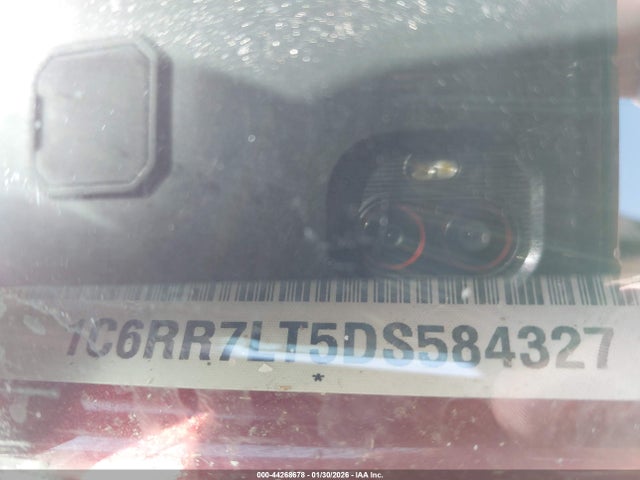 1C6RR7LT5DS584327
*
000-44268678 - 01/30/2026 - IAA Inc.